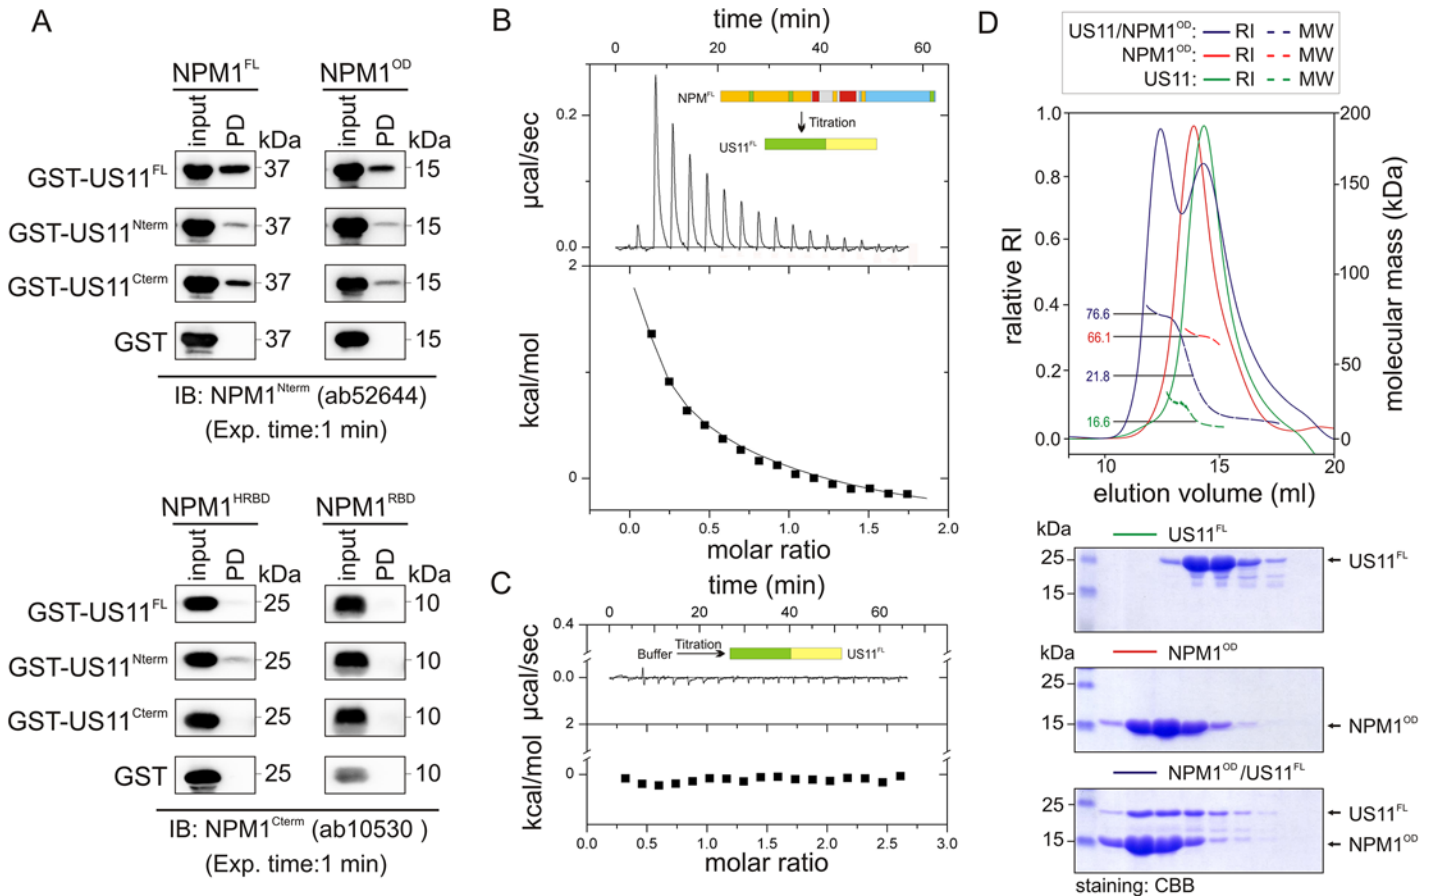 A
NPM1^FL NPM1^OD
input PD kDa input PD kDa
GST-US11^FL 37 15
GST-US11^Nterm 37 15
GST-US11^Cterm 37 15
GST 37 15
IB: NPM1^Nterm (ab52644)
(Exp. time:1 min)
NPM1^HRBD NPM1^RBD
input PD kDa input PD kDa
GST-US11^FL 25 10
GST-US11^Nterm 25 10
GST-US11^Cterm 25 10
GST 25 10
IB: NPM1^Cterm (ab10530 )
(Exp. time:1 min)
B
time (min)
0 20 40 60
µcal/sec
0.2
0.0
NPM^FL
Titration
US11^FL
kcal/mol
2
0
0.0 0.5 1.0 1.5 2.0
molar ratio
C
time (min)
0 20 40 60
µcal/sec
0.4
0.0
Buffer Titration US11^FL
kcal/mol
2
0
0.0 0.5 1.0 1.5 2.0 2.5 3.0
molar ratio
D
US11/NPM1^OD: RI MW
NPM1^OD: RI MW
US11: RI MW
ralative RI
1.0
0.8
0.6
0.4
0.2
0.0
molecular mass (kDa)
200
150
100
50
0
76.6
66.1
21.8
16.6
10 15 20
elution volume (ml)
kDa US11^FL
25
15
US11^FL
kDa NPM1^OD
25
15
NPM1^OD
kDa NPM1^OD/US11^FL
25
15
US11^FL
NPM1^OD
staining: CBB